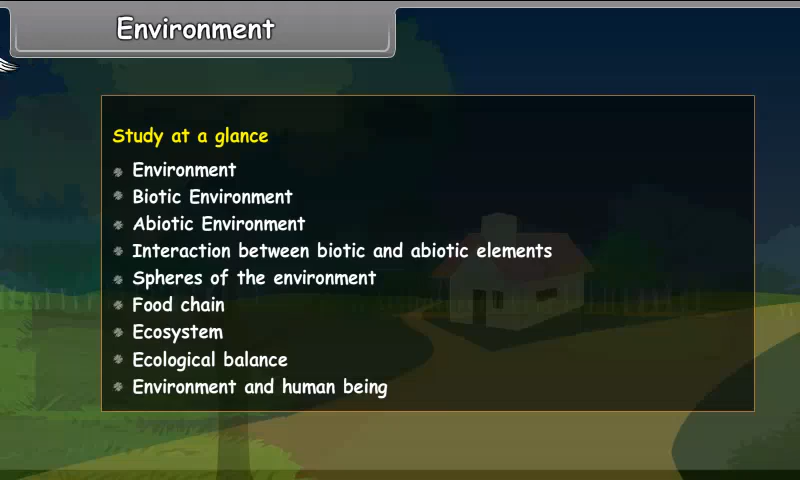 Environment
Study at a glance
Environment
Biotic Environment
Abiotic Environment
Interaction between biotic and abiotic elements
Spheres of the environment
Food chain
Ecosystem
Ecological balance
Environment and human being